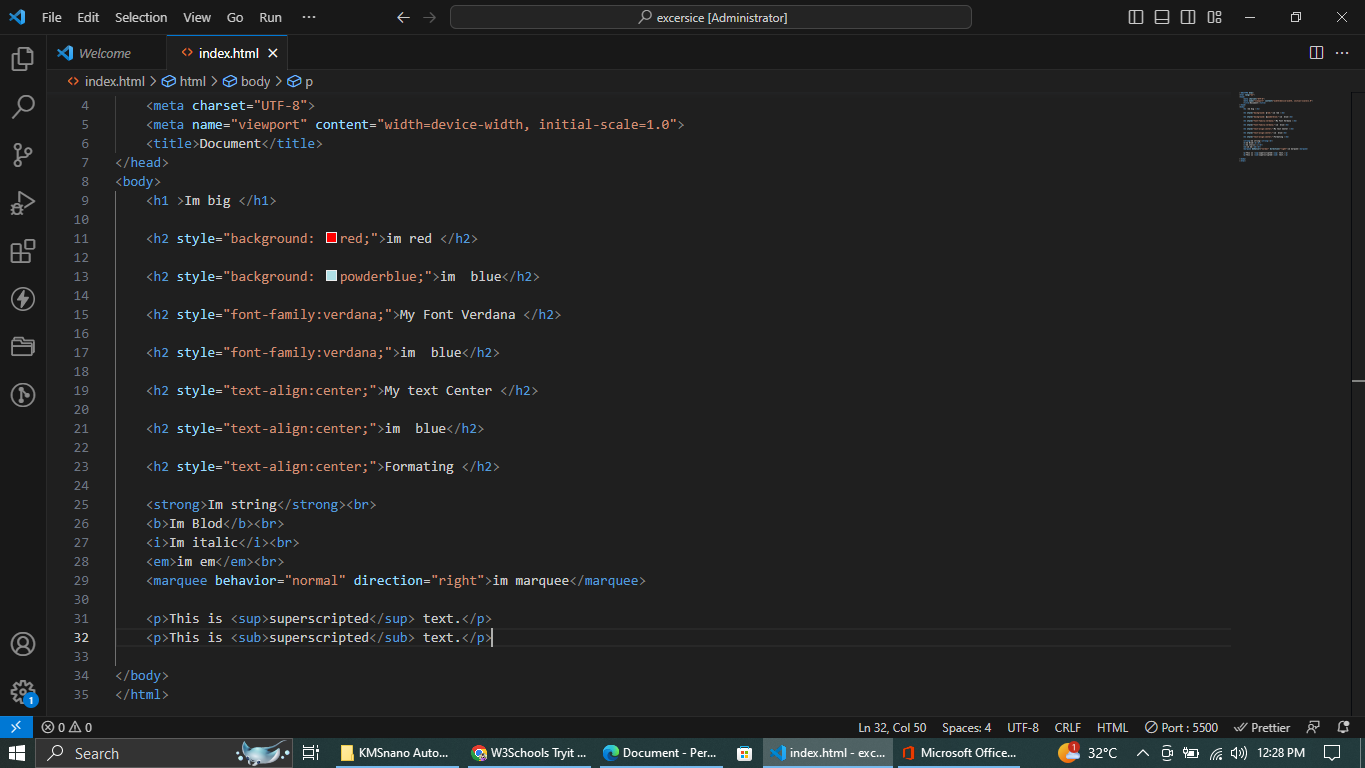 File Edit Selection View Go Run ··· excersice [Administrator]
Welcome index.html
index.html > html > body > p
4 <meta charset="UTF-8">
5 <meta name="viewport" content="width=device-width, initial-scale=1.0">
6 <title>Document</title>
7 </head>
8 <body>
9 <h1 >Im big </h1>
10
11 <h2 style="background: red;">im red </h2>
12
13 <h2 style="background: powderblue;">im  blue</h2>
14
15 <h2 style="font-family:verdana;">My Font Verdana </h2>
16
17 <h2 style="font-family:verdana;">im  blue</h2>
18
19 <h2 style="text-align:center;">My text Center </h2>
20
21 <h2 style="text-align:center;">im  blue</h2>
22
23 <h2 style="text-align:center;">Formating </h2>
24
25 <strong>Im string</strong><br>
26 <b>Im Blod</b><br>
27 <i>Im italic</i><br>
28 <em>im em</em><br>
29 <marquee behavior="normal" direction="right">im marquee</marquee>
30
31 <p>This is <sup>superscripted</sup> text.</p>
32 <p>This is <sub>superscripted</sub> text.</p>
33
34 </body>
35 </html>
1
0 0 Ln 32, Col 50 Spaces: 4 UTF-8 CRLF HTML Port : 5500 Prettier
Search KMSnano Auto... W3Schools Tryit ... Document - Per... index.html - exc... Microsoft Office... 1 32°C 12:28 PM